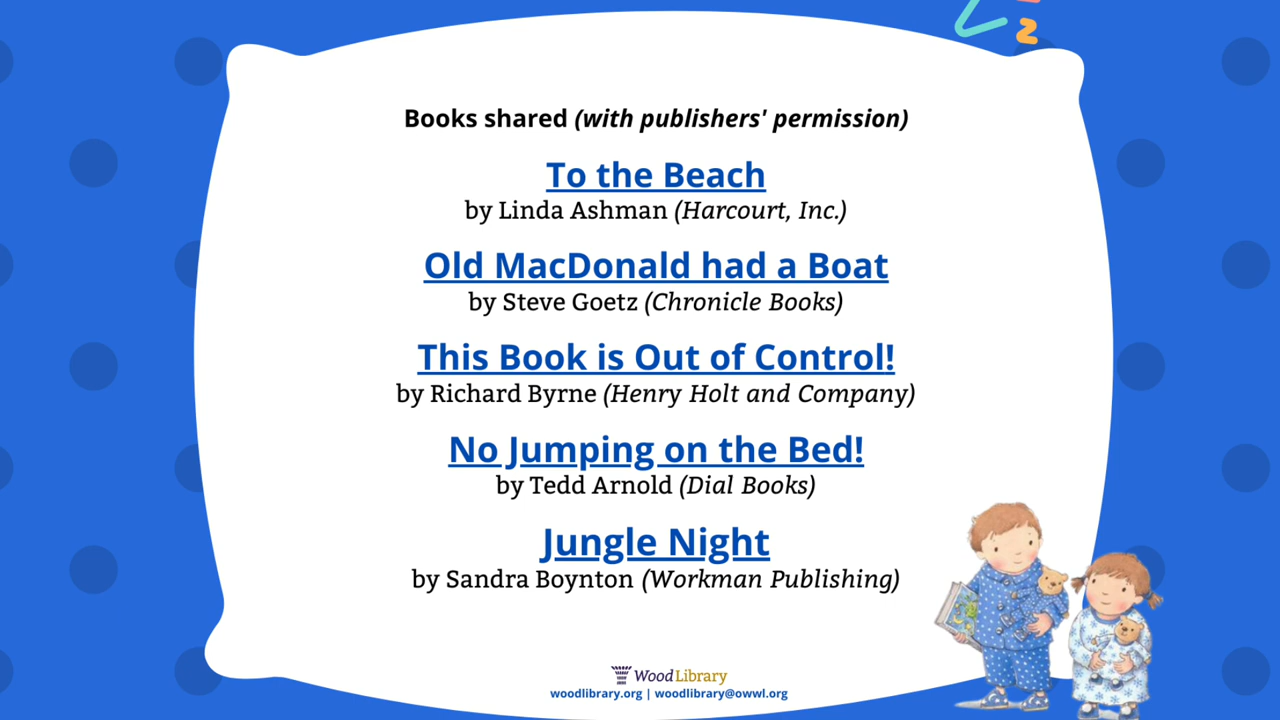 Books shared (with publishers' permission)
To the Beach
by Linda Ashman (Harcourt, Inc.)
Old MacDonald had a Boat
by Steve Goetz (Chronicle Books)
This Book is Out of Control!
by Richard Byrne (Henry Holt and Company)
No Jumping on the Bed!
by Tedd Arnold (Dial Books)
Jungle Night
by Sandra Boynton (Workman Publishing)
Wood Library
woodlibrary.org | woodlibrary@owwl.org